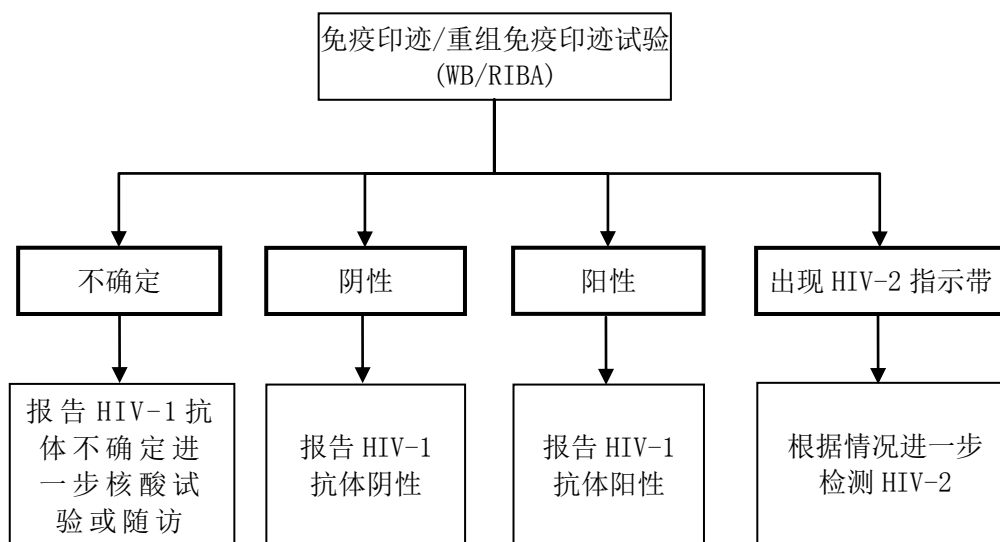 免疫印迹/重组免疫印迹试验
(WB/RIBA)
不确定
阴性
阳性
出现 HIV-2 指示带
报告 HIV-1 抗
体不确定进
一步核酸试
验或随访
报告 HIV-1
抗体阴性
报告 HIV-1
抗体阳性
根据情况进一步
检测 HIV-2